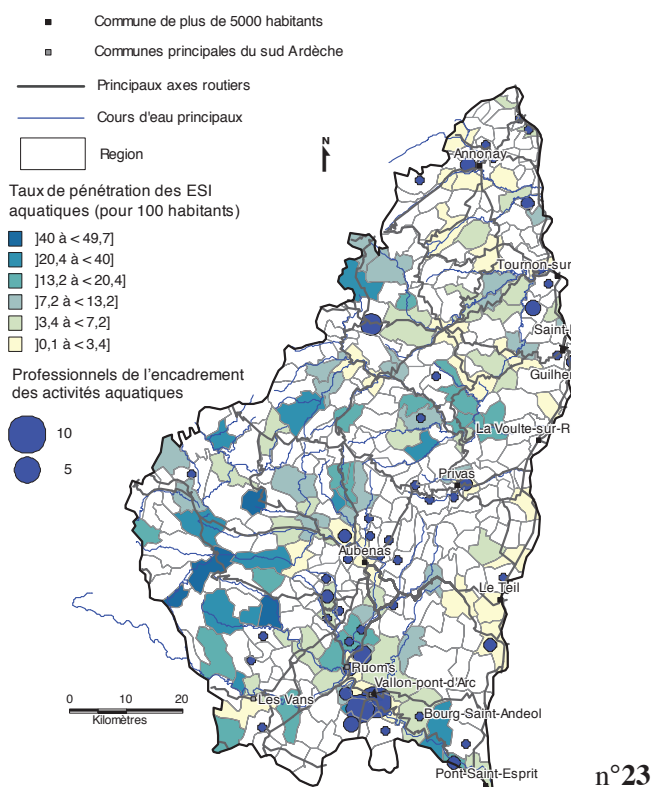 Commune de plus de 5000 habitants
Communes principales du sud Ardèche
Principaux axes routiers
Cours d'eau principaux
Region
Taux de pénétration des ESI
aquatiques (pour 100 habitants)
]40 à < 49,7]
]20,4 à < 40]
]13,2 à < 20,4]
]7,2 à < 13,2]
]3,4 à < 7,2]
]0,1 à < 3,4]
Professionnels de l'encadrement
des activités aquatiques
10
5
N
Annonay
Tournon-sur
Saint-
Guilhe
La Voulte-sur-R
Privas
Aubenas
Le Teil
Ruoms
Vallon-pont-d'Arc
Les Vans
Bourg-Saint-Andeol
Pont-Saint-Esprit
0 10 20
Kilomètres
n°23